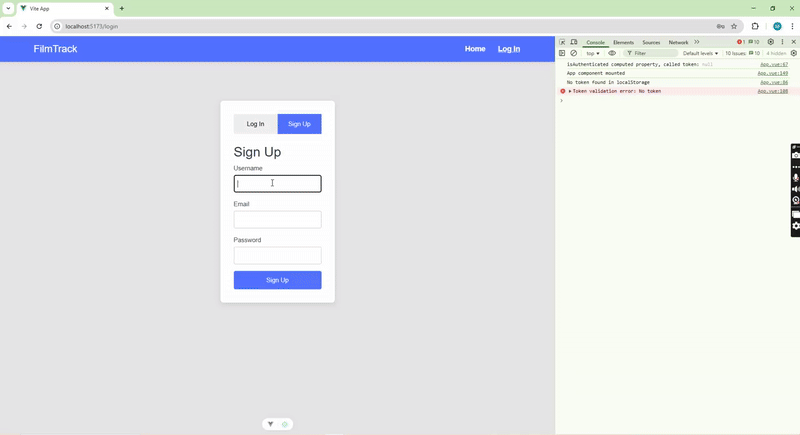 Vite App
localhost:5173/login
FilmTrack
Home
Log In
Log In
Sign Up
Sign Up
Username
Email
Password
Sign Up
Console
Elements
Sources
Network
1
10
top
Filter
Default levels
10 Issues:
10
4 hidden
isAuthenticated computed property, called token: null
App.vue:67
App component mounted
App.vue:149
No token found in localStorage
App.vue:86
Token validation error: No token
App.vue:108